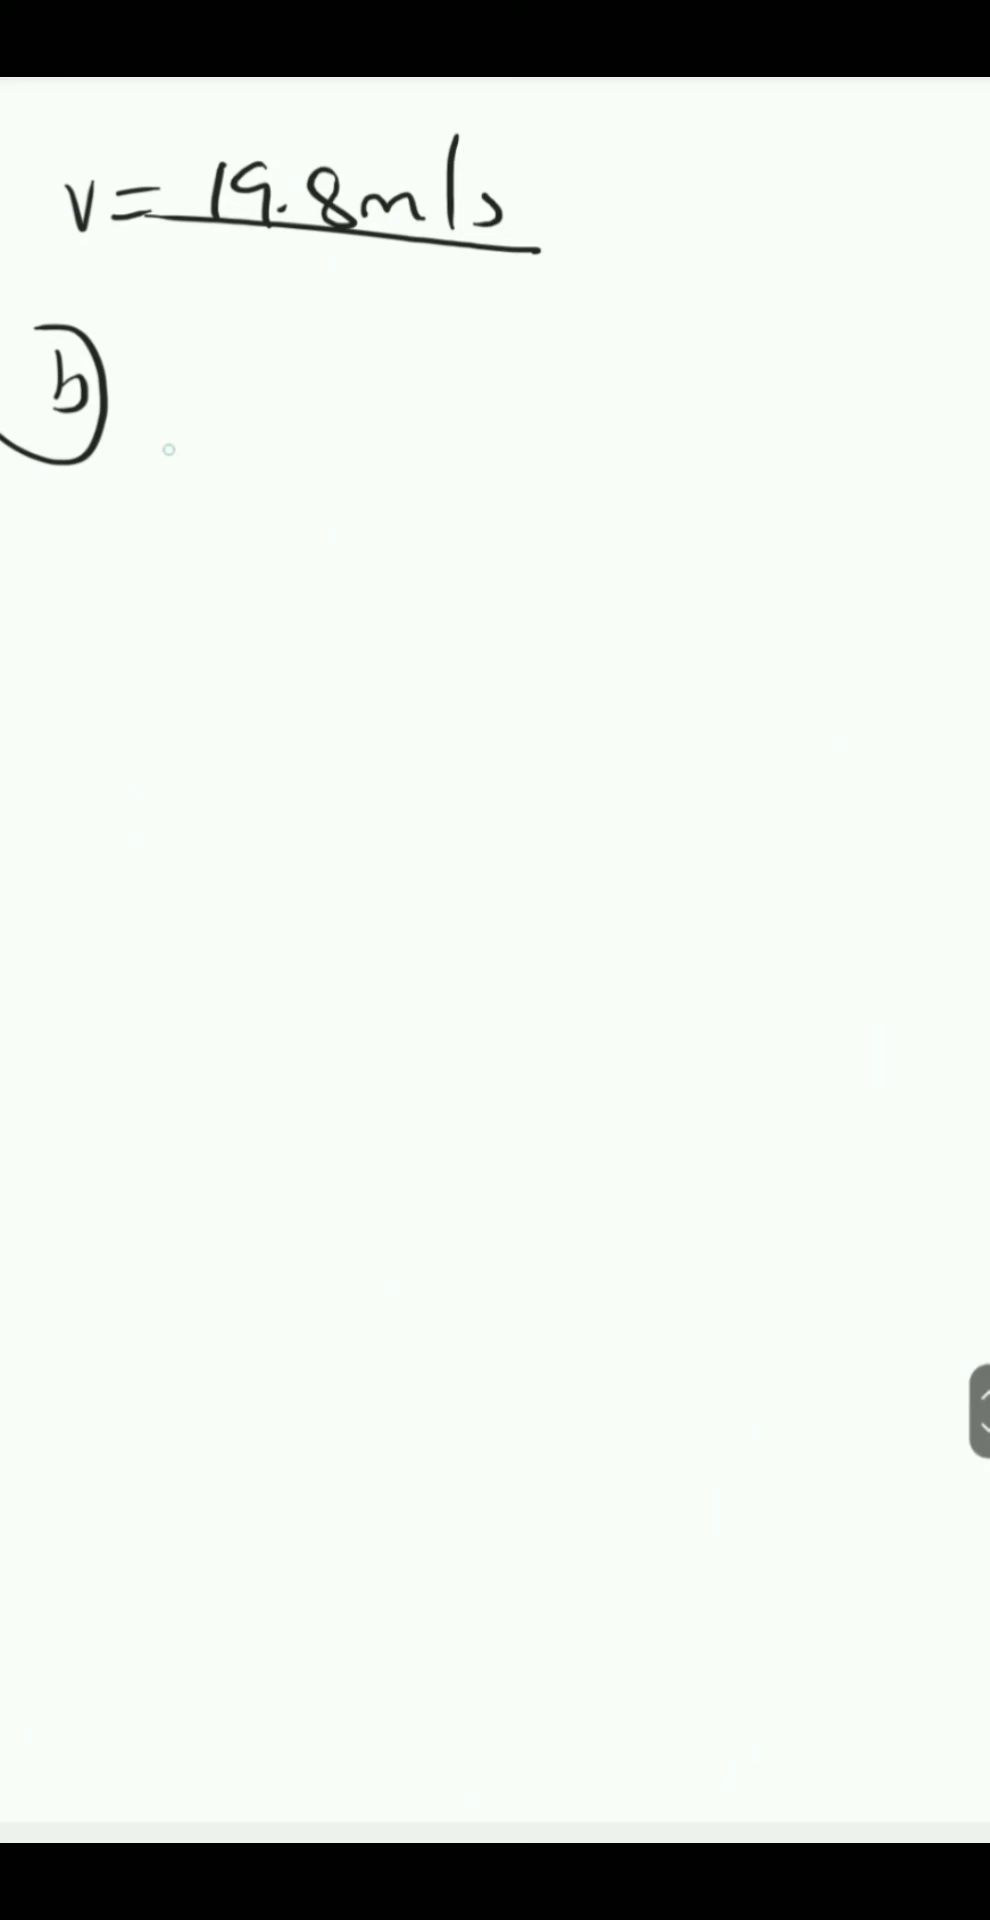 v = 19.8m/s
b)